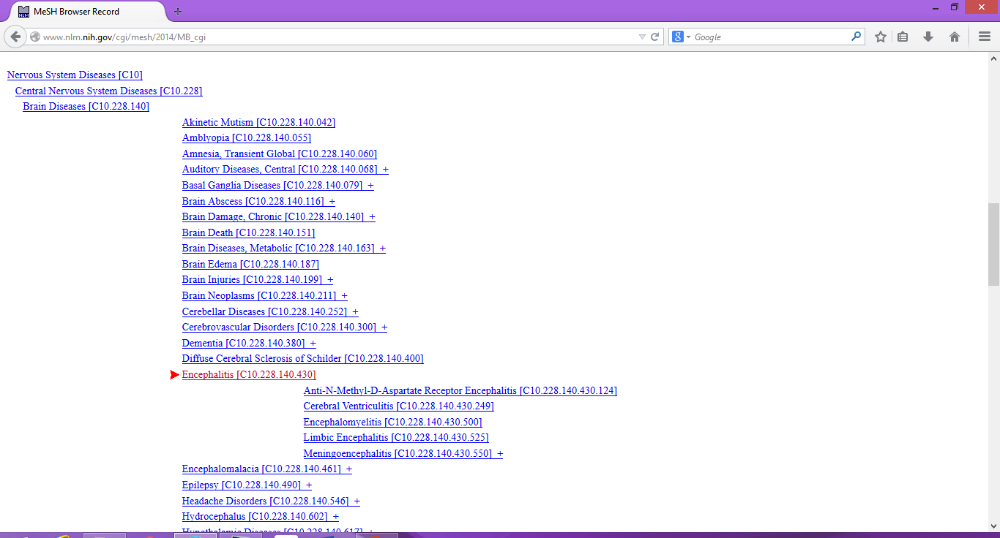 MeSH Browser Record
www.nlm.nih.gov/cgi/mesh/2014/MB_cgi
Google
Nervous System Diseases [C10]
Central Nervous System Diseases [C10.228]
Brain Diseases [C10.228.140]
Akinetic Mutism [C10.228.140.042]
Amblyopia [C10.228.140.055]
Amnesia, Transient Global [C10.228.140.060]
Auditory Diseases, Central [C10.228.140.068] +
Basal Ganglia Diseases [C10.228.140.079] +
Brain Abscess [C10.228.140.116] +
Brain Damage, Chronic [C10.228.140.140] +
Brain Death [C10.228.140.151]
Brain Diseases, Metabolic [C10.228.140.163] +
Brain Edema [C10.228.140.187]
Brain Injuries [C10.228.140.199] +
Brain Neoplasms [C10.228.140.211] +
Cerebellar Diseases [C10.228.140.252] +
Cerebrovascular Disorders [C10.228.140.300] +
Dementia [C10.228.140.380] +
Diffuse Cerebral Sclerosis of Schilder [C10.228.140.400]
Encephalitis [C10.228.140.430]
Anti-N-Methyl-D-Aspartate Receptor Encephalitis [C10.228.140.430.124]
Cerebral Ventriculitis [C10.228.140.430.249]
Encephalomyelitis [C10.228.140.430.500]
Limbic Encephalitis [C10.228.140.430.525]
Meningoencephalitis [C10.228.140.430.550] +
Encephalomalacia [C10.228.140.461] +
Epilepsy [C10.228.140.490] +
Headache Disorders [C10.228.140.546] +
Hydrocephalus [C10.228.140.602] +
Hypothalamic Diseases [C10.228.140.617] +